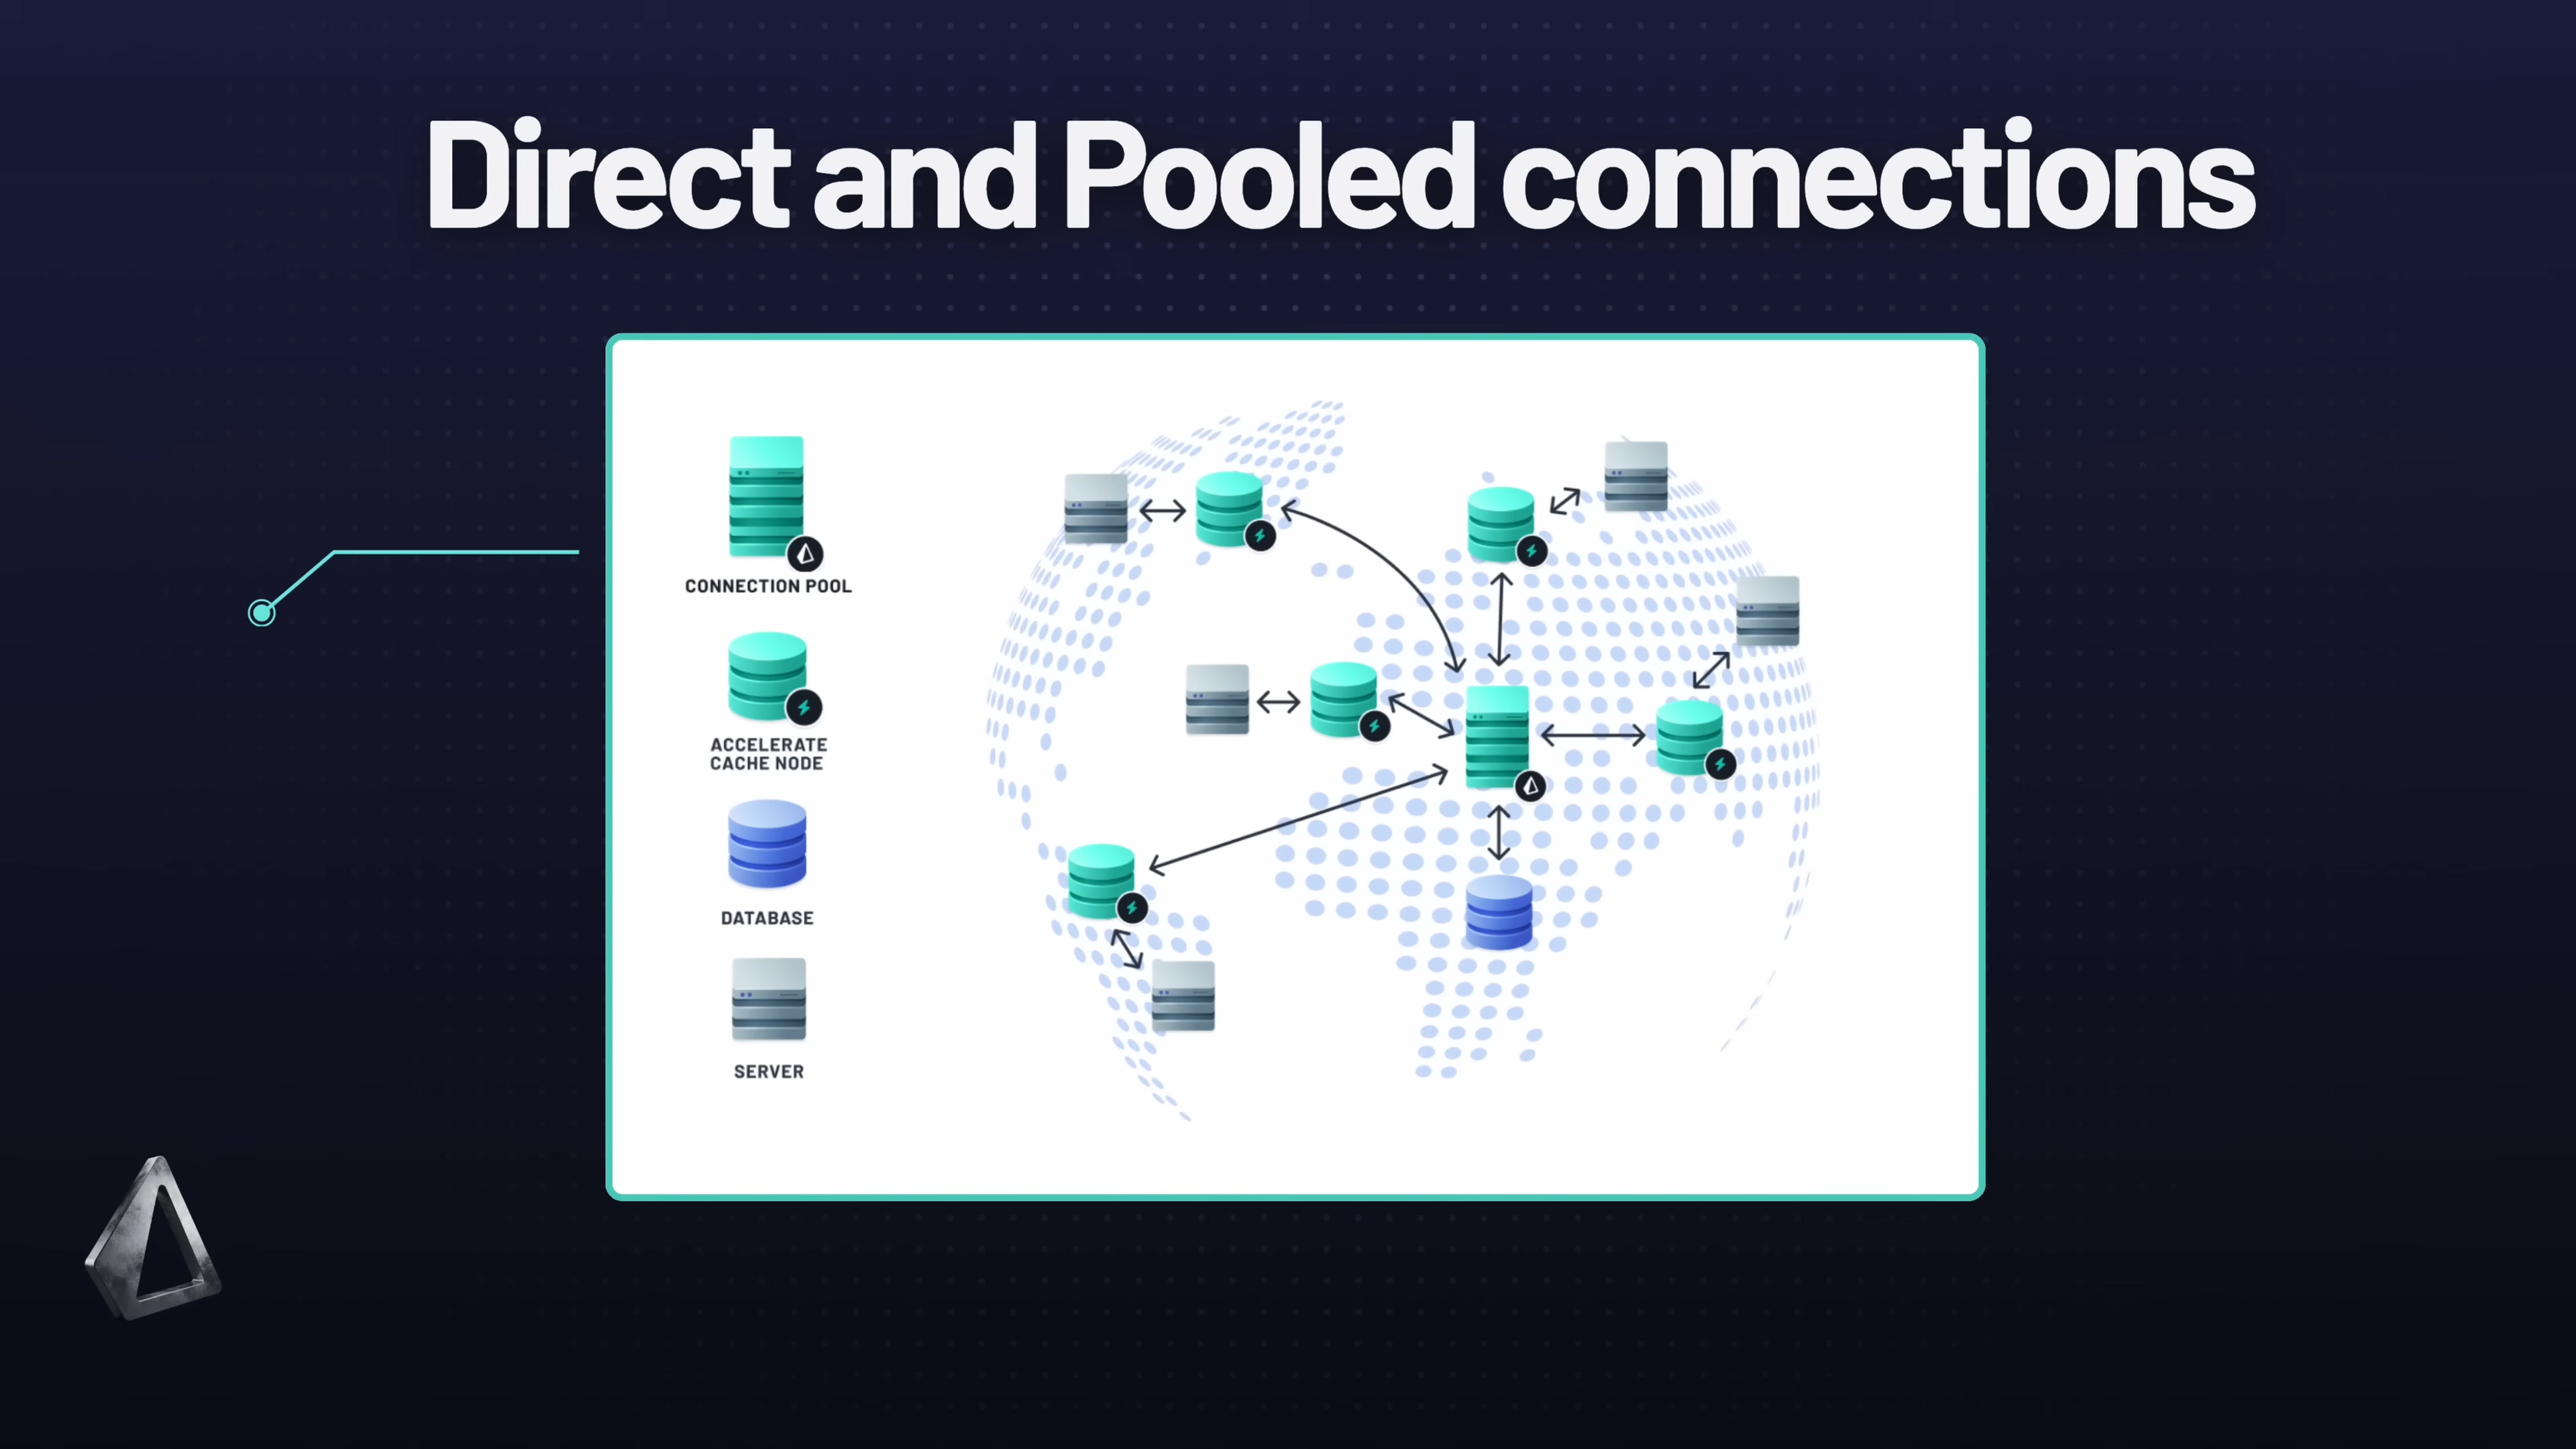 Direct and Pooled connections
CONNECTION POOL
ACCELERATE
CACHE NODE
DATABASE
SERVER